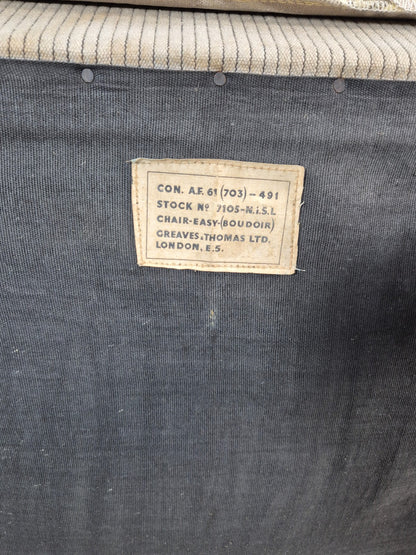 CON. A.F. 61 (703) – 491
STOCK Nº 7105-N.i.S.L
CHAIR-EASY-(BOUDOIR)
GREAVES & THOMAS LTD.
LONDON, E.5.